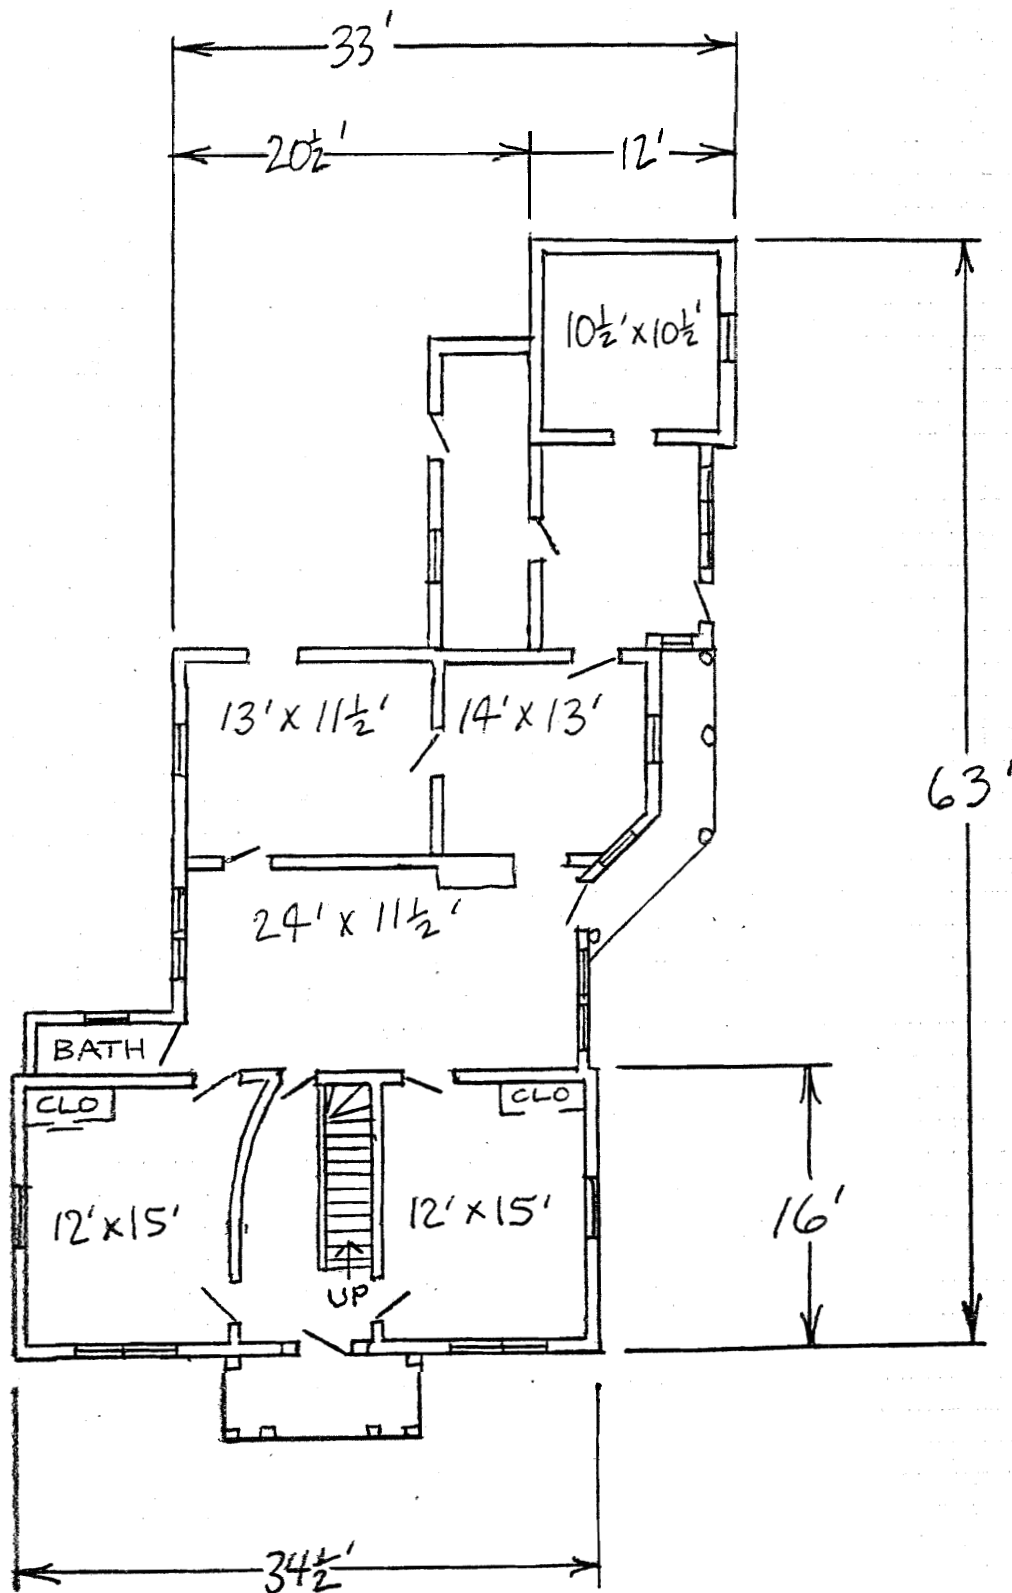 33'
20½' 12'
10½' x 10½'
13' x 11½' 14' x 13'
63'
24' x 11½'
BATH
CLO CLO
12' x 15' 12' x 15' 16'
UP
34½'